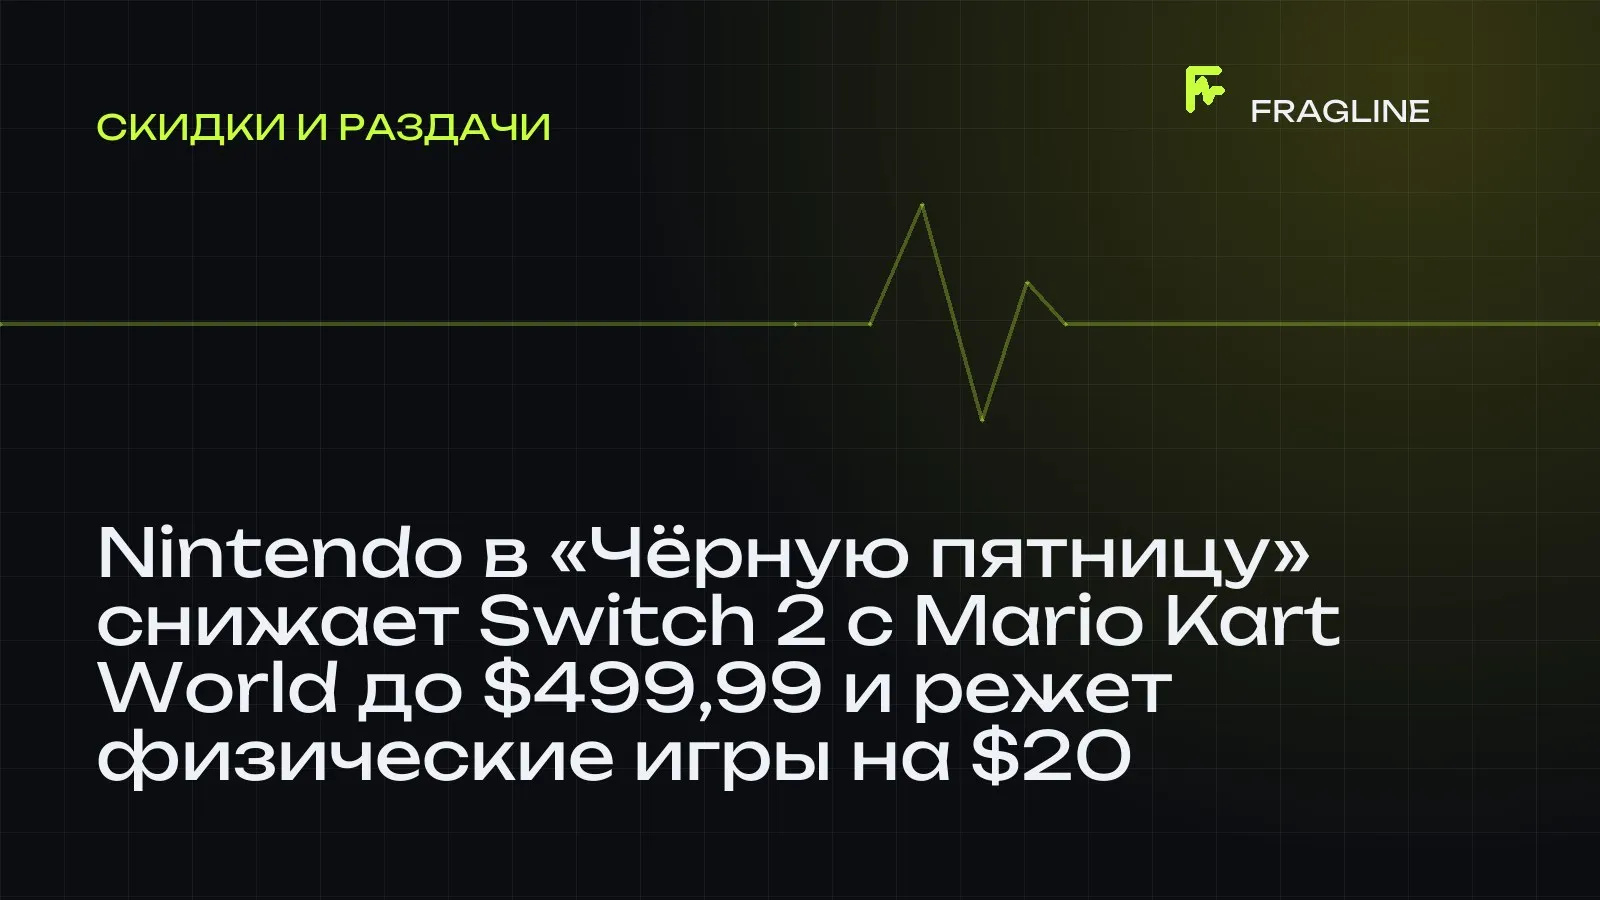 СКИДКИ И РАЗДАЧИ
FRAGLINE
Nintendo в «Чёрную пятницу»
снижает Switch 2 с Mario Kart
World до $499,99 и режет
физические игры на $20